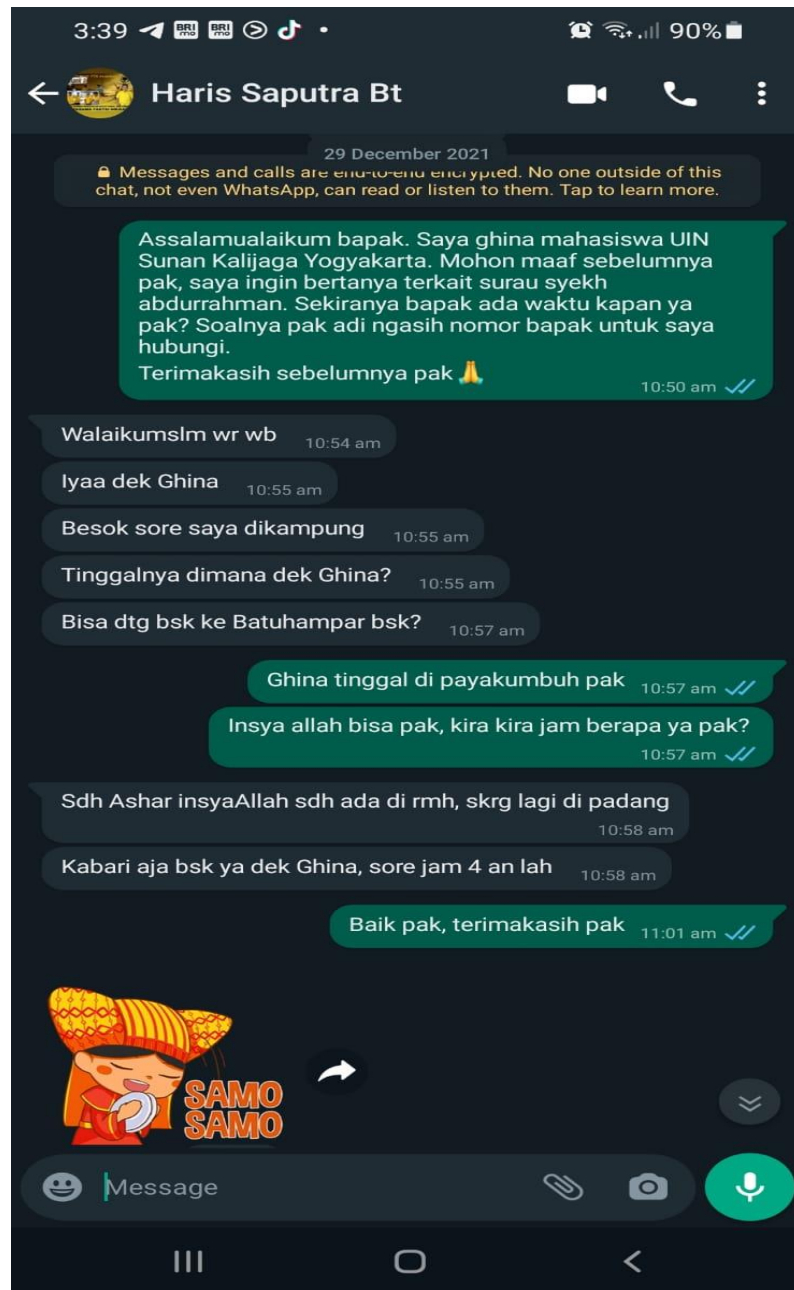 3:39 BRI mo BRI mo 90%
Haris Saputra Bt
29 December 2021
Messages and calls are end-to-end encrypted. No one outside of this
chat, not even WhatsApp, can read or listen to them. Tap to learn more.
Assalamualaikum bapak. Saya ghina mahasiswa UIN
Sunan Kalijaga Yogyakarta. Mohon maaf sebelumnya
pak, saya ingin bertanya terkait surau syekh
abdurrahman. Sekiranya bapak ada waktu kapan ya
pak? Soalnya pak adi ngasih nomor bapak untuk saya
hubungi.
Terimakasih sebelumnya pak 🙏
10:50 am
Walaikumslm wr wb 10:54 am
Iyaa dek Ghina 10:55 am
Besok sore saya dikampung 10:55 am
Tinggalnya dimana dek Ghina? 10:55 am
Bisa dtg bsk ke Batuhampar bsk? 10:57 am
Ghina tinggal di payakumbuh pak 10:57 am
Insya allah bisa pak, kira kira jam berapa ya pak?
10:57 am
Sdh Ashar insyaAllah sdh ada di rmh, skrg lagi di padang
10:58 am
Kabari aja bsk ya dek Ghina, sore jam 4 an lah 10:58 am
Baik pak, terimakasih pak 11:01 am
SAMO
SAMO
Message